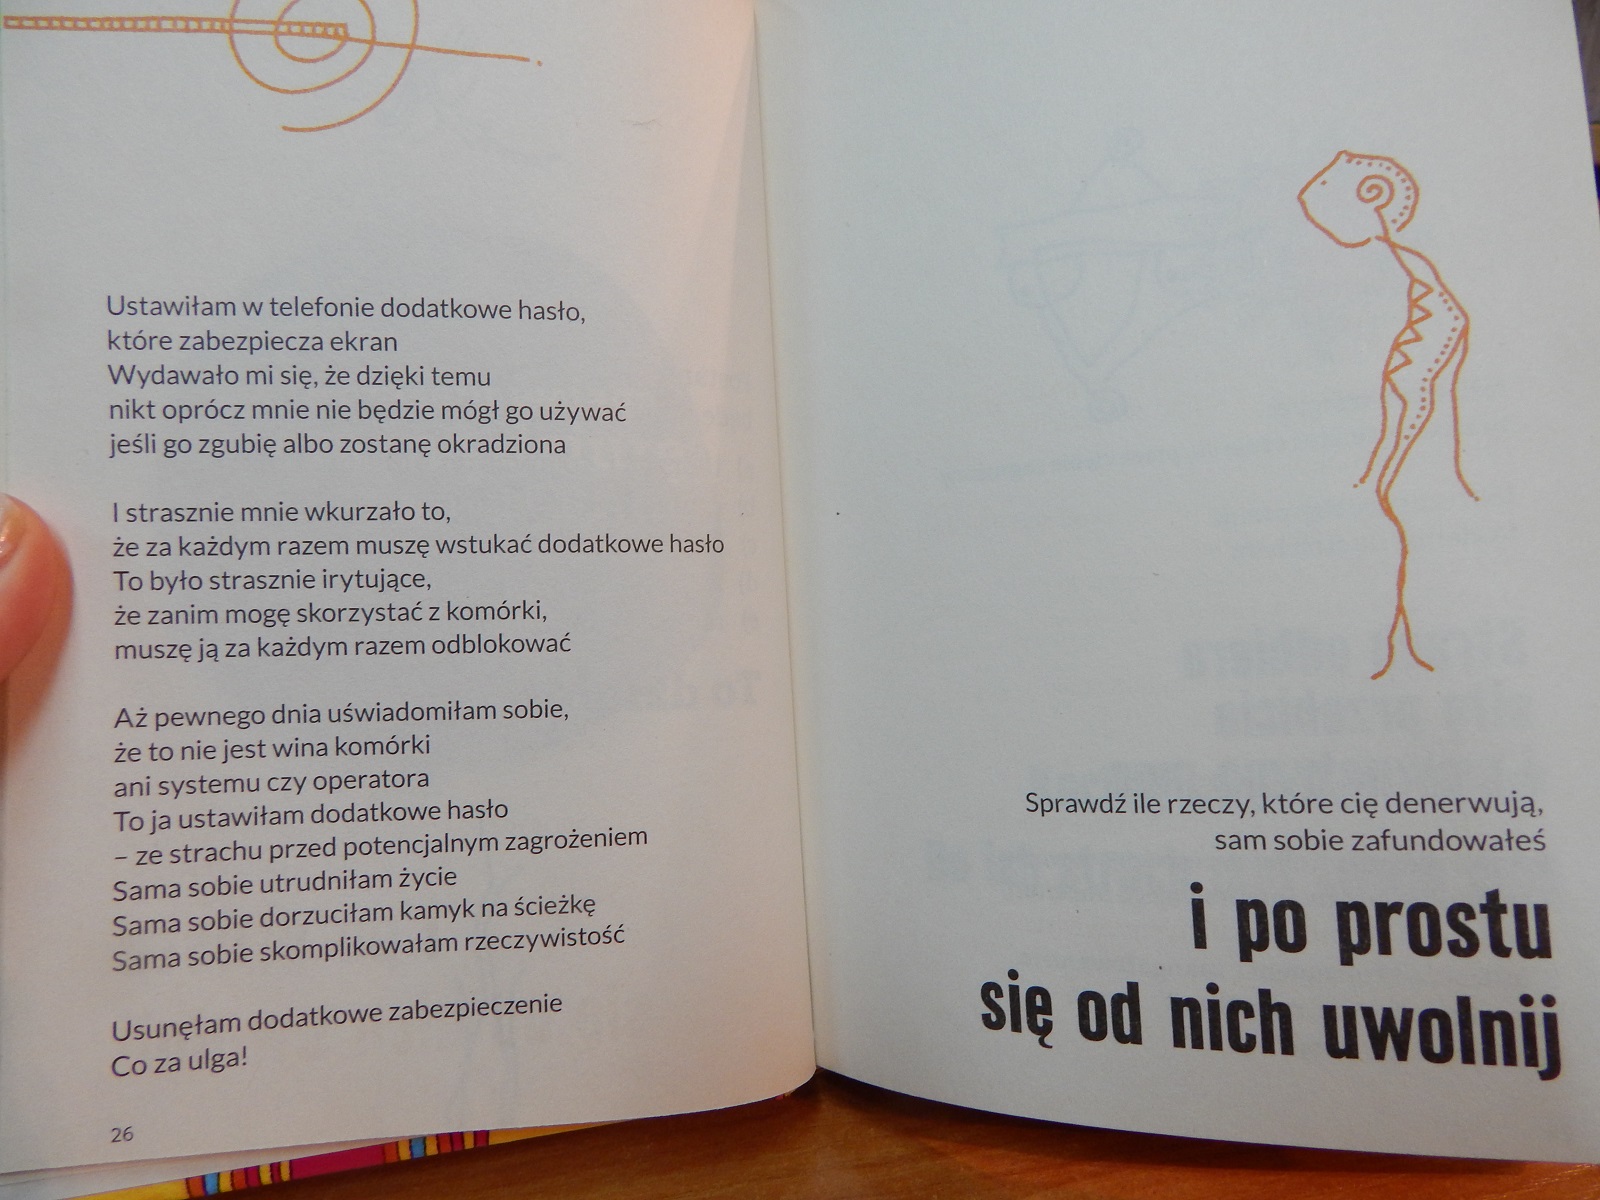 Ustawiłam w telefonie dodatkowe hasło,
które zabezpiecza ekran
Wydawało mi się, że dzięki temu
nikt oprócz mnie nie będzie mógł go używać
jeśli go zgubię albo zostanę okradziona
I strasznie mnie wkurzało to,
że za każdym razem muszę wstukać dodatkowe hasło
To było strasznie irytujące,
że zanim mogę skorzystać z komórki,
muszę ją za każdym razem odblokować
Aż pewnego dnia uświadomiłam sobie,
że to nie jest wina komórki
ani systemu czy operatora
To ja ustawiłam dodatkowe hasło
– ze strachu przed potencjalnym zagrożeniem
Sama sobie utrudniłam życie
Sama sobie dorzuciłam kamyk na ścieżkę
Sama sobie skomplikowałam rzeczywistość
Usunęłam dodatkowe zabezpieczenie
Co za ulga!
26
Sprawdź ile rzeczy, które cię denerwują,
sam sobie zafundowałeś
i po prostu
się od nich uwolnij